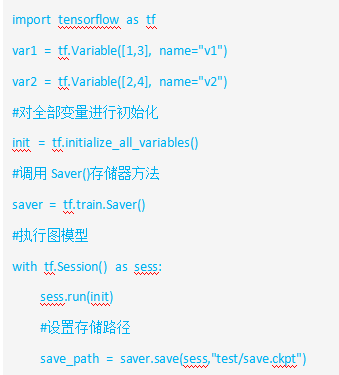 import tensorflow as tf
var1 = tf.Variable([1,3], name="v1")
var2 = tf.Variable([2,4], name="v2")
#对全部变量进行初始化
init = tf.initialize_all_variables()
#调用 Saver()存储器方法
saver = tf.train.Saver()
#执行图模型
with tf.Session() as sess:
sess.run(init)
#设置存储路径
save_path = saver.save(sess,"test/save.ckpt")